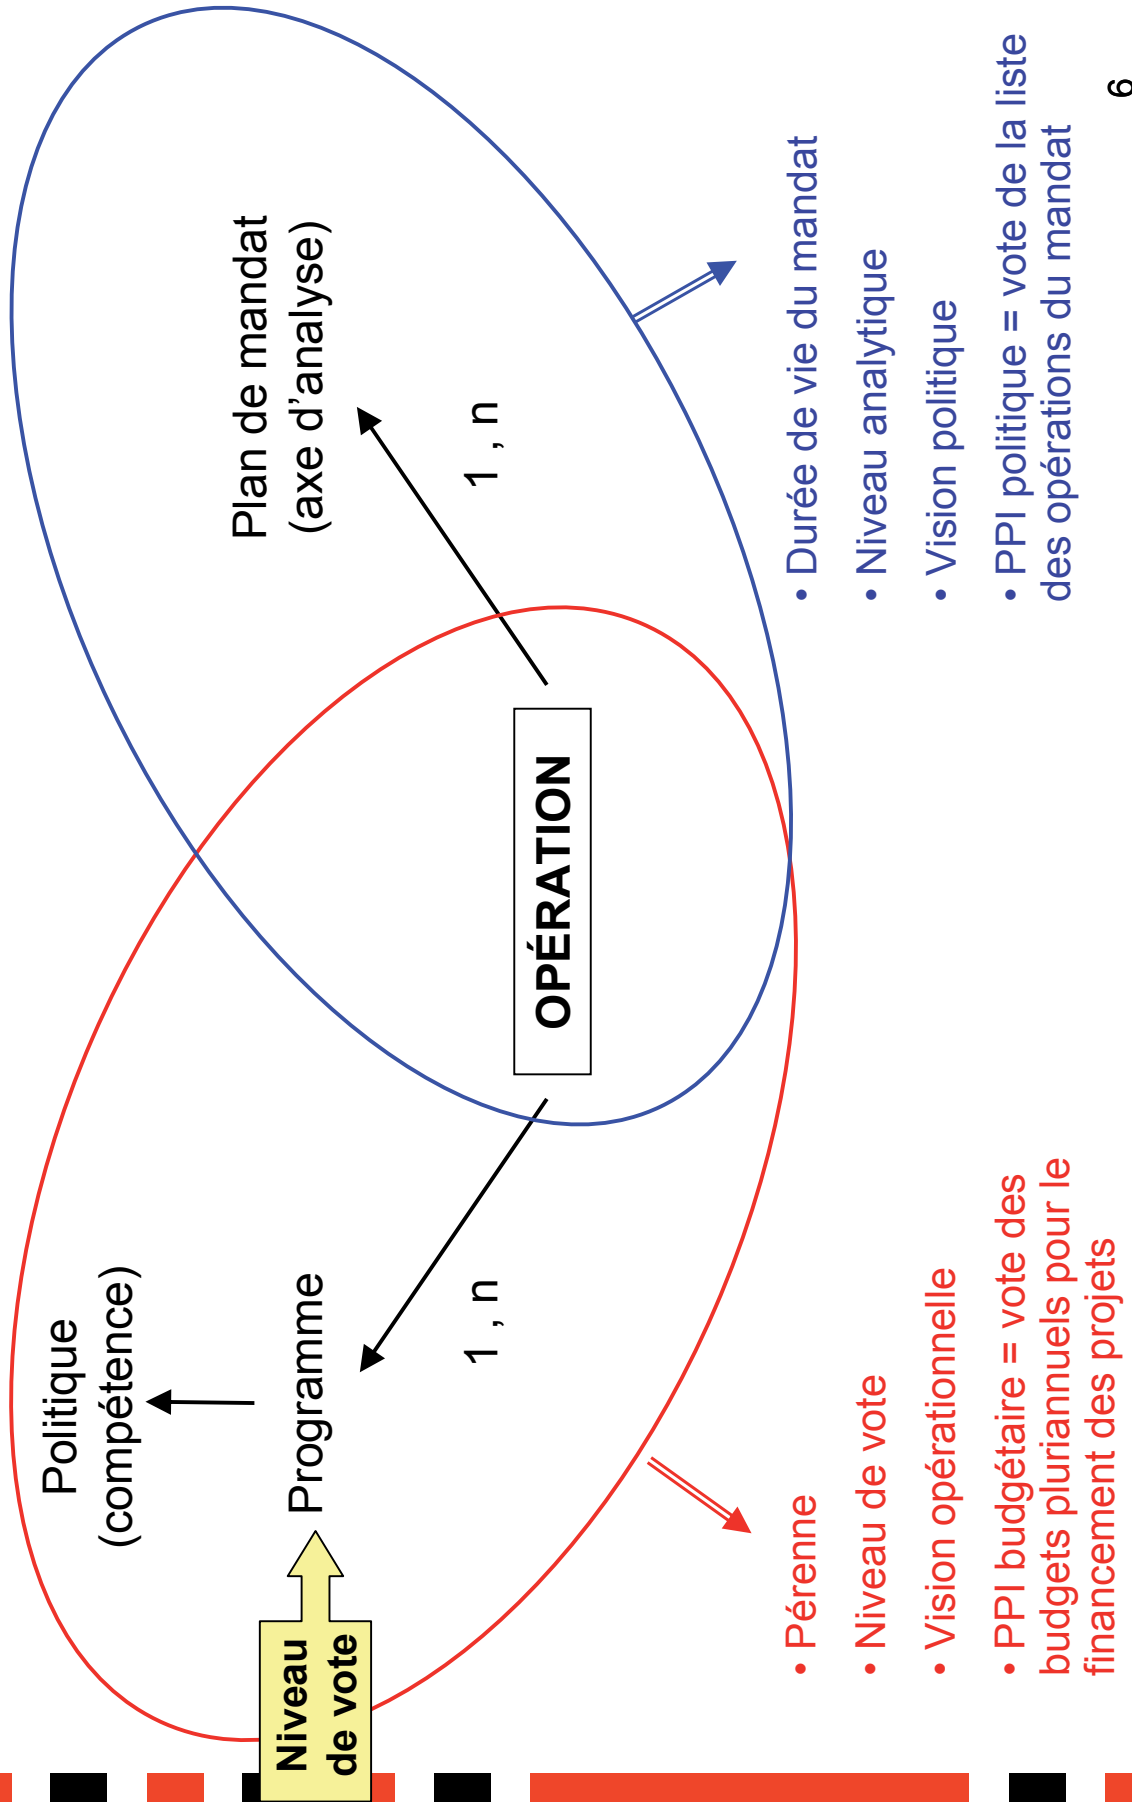 Politique
(compétence)
Niveau
de vote
Programme
1 , n
OPÉRATION
Plan de mandat
(axe d’analyse)
1 , n
• Pérenne
• Niveau de vote
• Vision opérationnelle
• PPI budgétaire = vote des
budgets pluriannuels pour le
financement des projets
• Durée de vie du mandat
• Niveau analytique
• Vision politique
• PPI politique = vote de la liste
des opérations du mandat